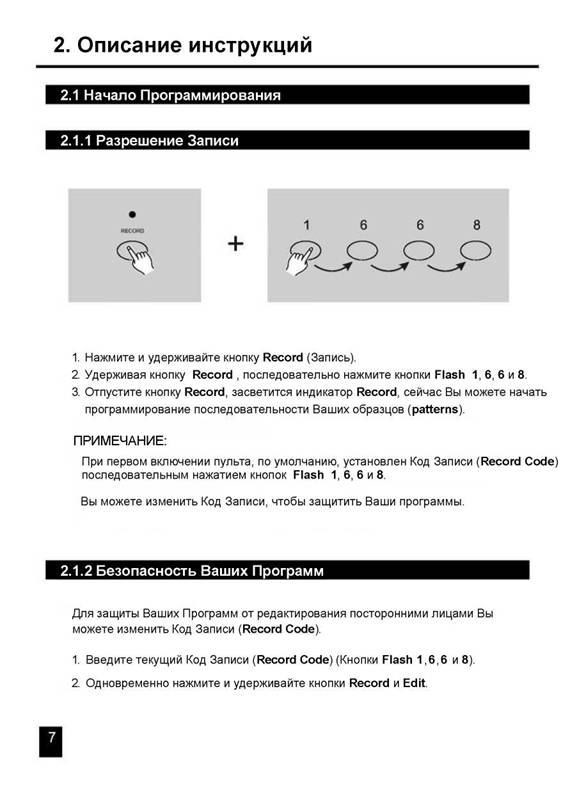 2. Описание инструкций
2.1 Начало Программирования
2.1.1 Разрешение Записи
RECORD
+
1 6 6 8
1. Нажмите и удерживайте кнопку Record (Запись).
2. Удерживая кнопку Record , последовательно нажмите кнопки Flash 1, 6, 6 и 8.
3. Отпустите кнопку Record, засветится индикатор Record, сейчас Вы можете начать
программирование последовательности Ваших образцов (patterns).
ПРИМЕЧАНИЕ:
При первом включении пульта, по умолчанию, установлен Код Записи (Record Code)
последовательным нажатием кнопок Flash 1, 6, 6 и 8.
Вы можете изменить Код Записи, чтобы защитить Ваши программы.
2.1.2 Безопасность Ваших Программ
Для защиты Ваших Программ от редактирования посторонними лицами Вы
можете изменить Код Записи (Record Code).
1. Введите текущий Код Записи (Record Code) (Кнопки Flash 1,6,6 и 8).
2. Одновременно нажмите и удерживайте кнопки Record и Edit.
7